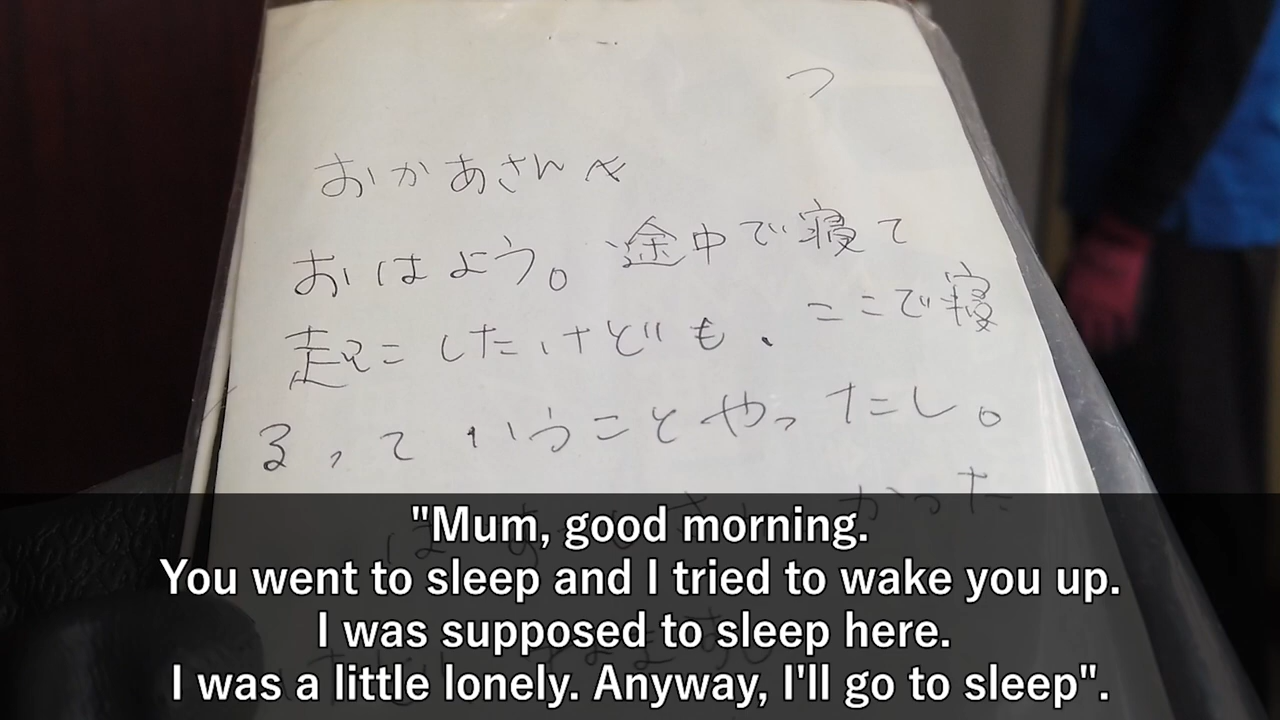 おかあさんへ
おはよう。途中で寝て
起こしたけども、ここで寝
るっていうことやったし。
かった
"Mum, good morning.
You went to sleep and I tried to wake you up.
I was supposed to sleep here.
I was a little lonely. Anyway, I'll go to sleep".